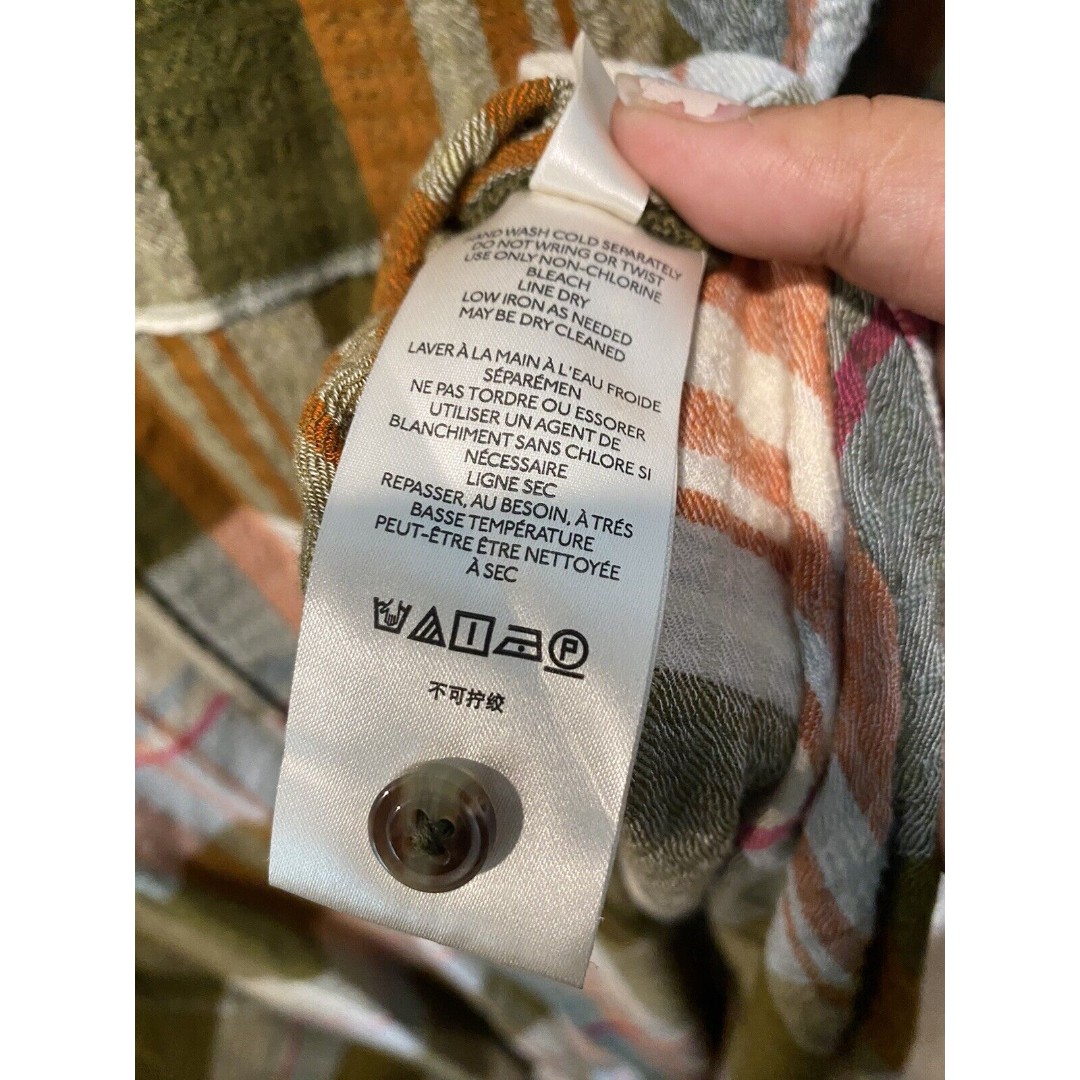 HAND WASH COLD SEPARATELY
DO NOT WRING OR TWIST
USE ONLY NON-CHLORINE
BLEACH
LINE DRY
LOW IRON AS NEEDED
MAY BE DRY CLEANED
LAVER À LA MAIN À L'EAU FROIDE
SÉPARÉMEN
NE PAS TORDRE OU ESSORER
UTILISER UN AGENT DE
BLANCHIMENT SANS CHLORE SI
NÉCESSAIRE
LIGNE SEC
REPASSER, AU BESOIN, À TRÉS
BASSE TEMPÉRATURE
PEUT-ÊTRE ÊTRE NETTOYÉE
À SEC
P
不可拧绞